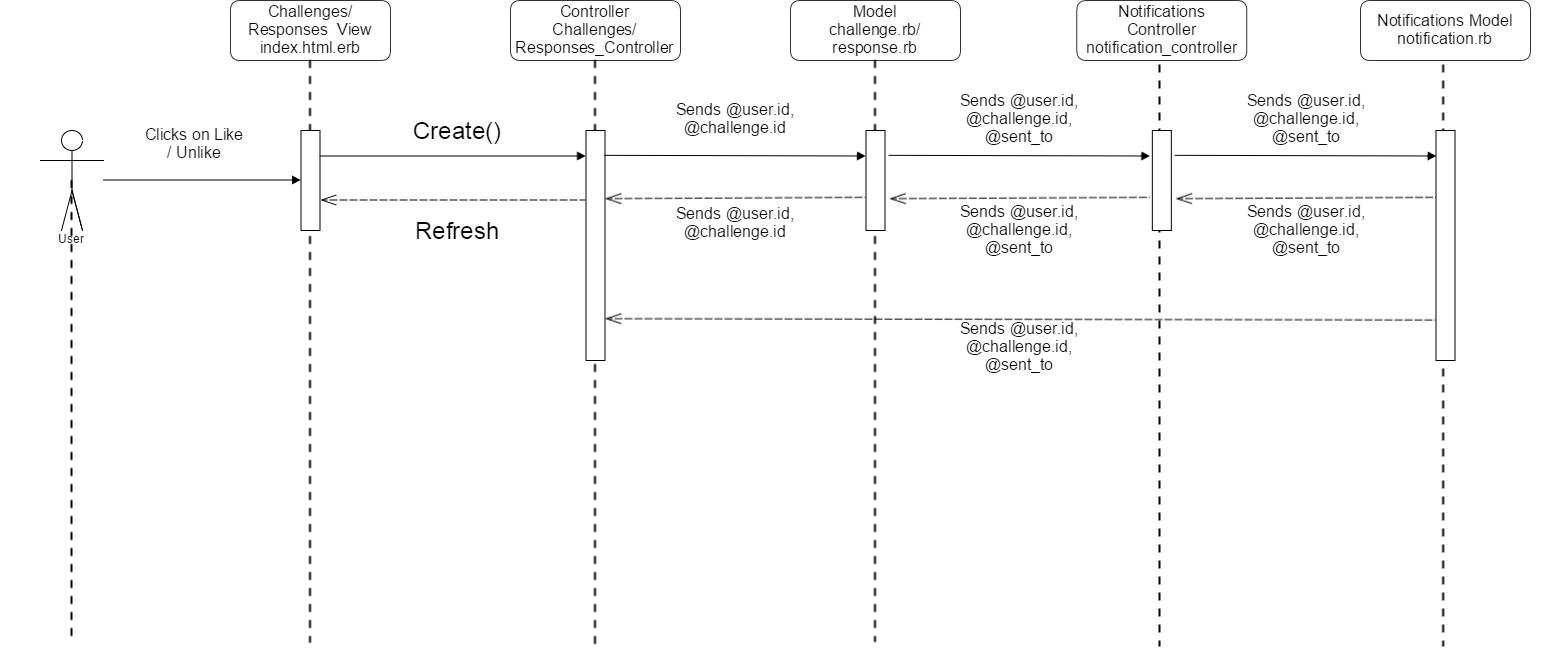 Challenges/
Responses View
index.html.erb
Controller
Challenges/
Responses_Controller
Model
challenge.rb/
response.rb
Notifications
Controller
notification_controller
Notifications Model
notification.rb
Clicks on Like
/ Unlike
Create()
Sends @user.id,
@challenge.id
Sends @user.id,
@challenge.id,
@sent_to
Sends @user.id,
@challenge.id,
@sent_to
User
Refresh
Sends @user.id,
@challenge.id
Sends @user.id,
@challenge.id,
@sent_to
Sends @user.id,
@challenge.id,
@sent_to
Sends @user.id,
@challenge.id,
@sent_to